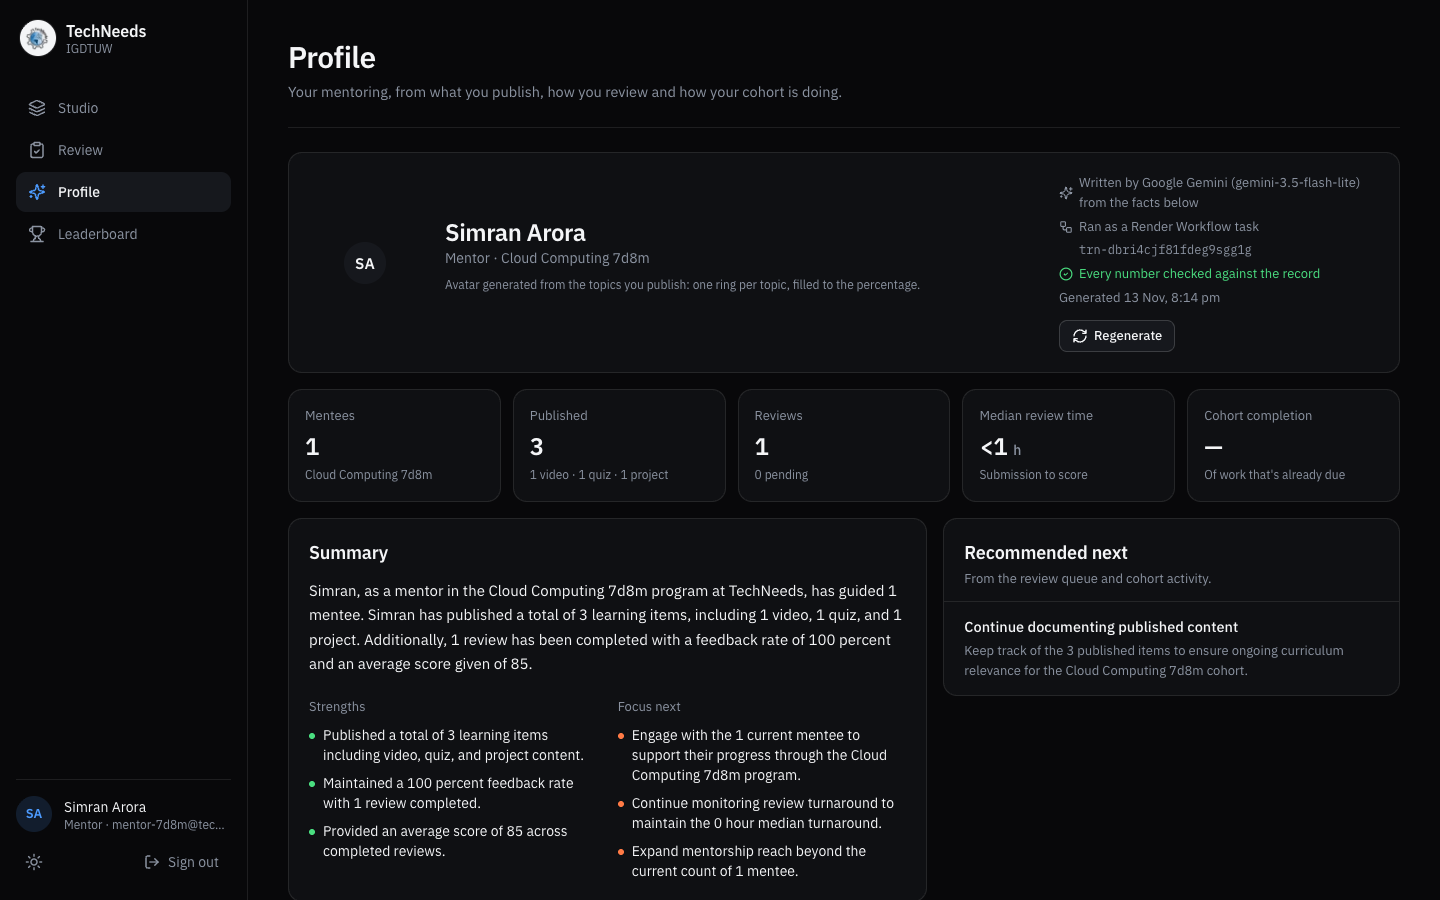 TechNeeds
IGDTUW
Studio
Review
Profile
Leaderboard
Simran Arora
SA
Mentor · mentor-7d8m@tec...
Sign out
Profile
Your mentoring, from what you publish, how you review and how your cohort is doing.
SA
Simran Arora
Mentor · Cloud Computing 7d8m
Avatar generated from the topics you publish: one ring per topic, filled to the percentage.
Written by Google Gemini (gemini-3.5-flash-lite)
from the facts below
Ran as a Render Workflow task
trn-dbri4cjf81fdeg9sgg1g
Every number checked against the record
Generated 13 Nov, 8:14 pm
Regenerate
Mentees
1
Cloud Computing 7d8m
Published
3
1 video · 1 quiz · 1 project
Reviews
1
0 pending
Median review time
<1 h
Submission to score
Cohort completion
—
Of work that's already due
Summary
Simran, as a mentor in the Cloud Computing 7d8m program at TechNeeds, has guided 1
mentee. Simran has published a total of 3 learning items, including 1 video, 1 quiz, and 1
project. Additionally, 1 review has been completed with a feedback rate of 100 percent
and an average score given of 85.
Strengths
Published a total of 3 learning items
including video, quiz, and project content.
Maintained a 100 percent feedback rate
with 1 review completed.
Provided an average score of 85 across
completed reviews.
Focus next
Engage with the 1 current mentee to
support their progress through the Cloud
Computing 7d8m program.
Continue monitoring review turnaround to
maintain the 0 hour median turnaround.
Expand mentorship reach beyond the
current count of 1 mentee.
Recommended next
From the review queue and cohort activity.
Continue documenting published content
Keep track of the 3 published items to ensure ongoing curriculum
relevance for the Cloud Computing 7d8m cohort.